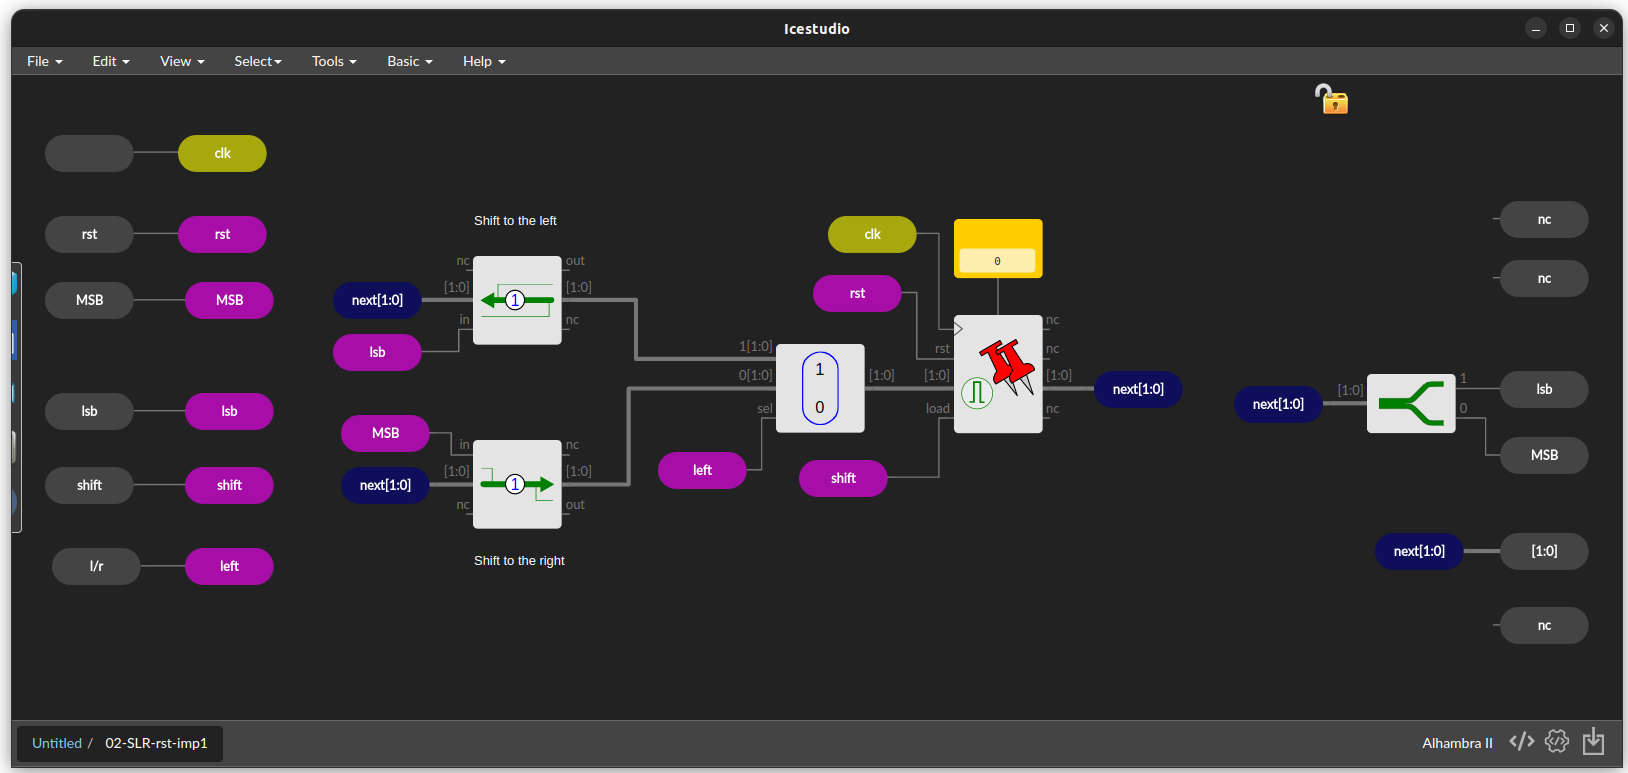 Icestudio
File Edit View Select Tools Basic Help
clk
rst rst
MSB MSB
lsb lsb
shift shift
l/r left
Shift to the left
nc out
next[1:0] [1:0] 1 [1:0]
in nc
lsb
MSB
in nc
next[1:0] [1:0] 1 [1:0]
nc out
Shift to the right
1[1:0]
0[1:0] [1:0]
sel
1
0
left
clk
rst
0
nc
rst nc
[1:0] [1:0]
load nc
shift
next[1:0]
next[1:0] [1:0]
1
0
nc
nc
lsb
MSB
next[1:0] [1:0]
nc
Untitled / 02-SLR-rst-imp1
Alhambra II